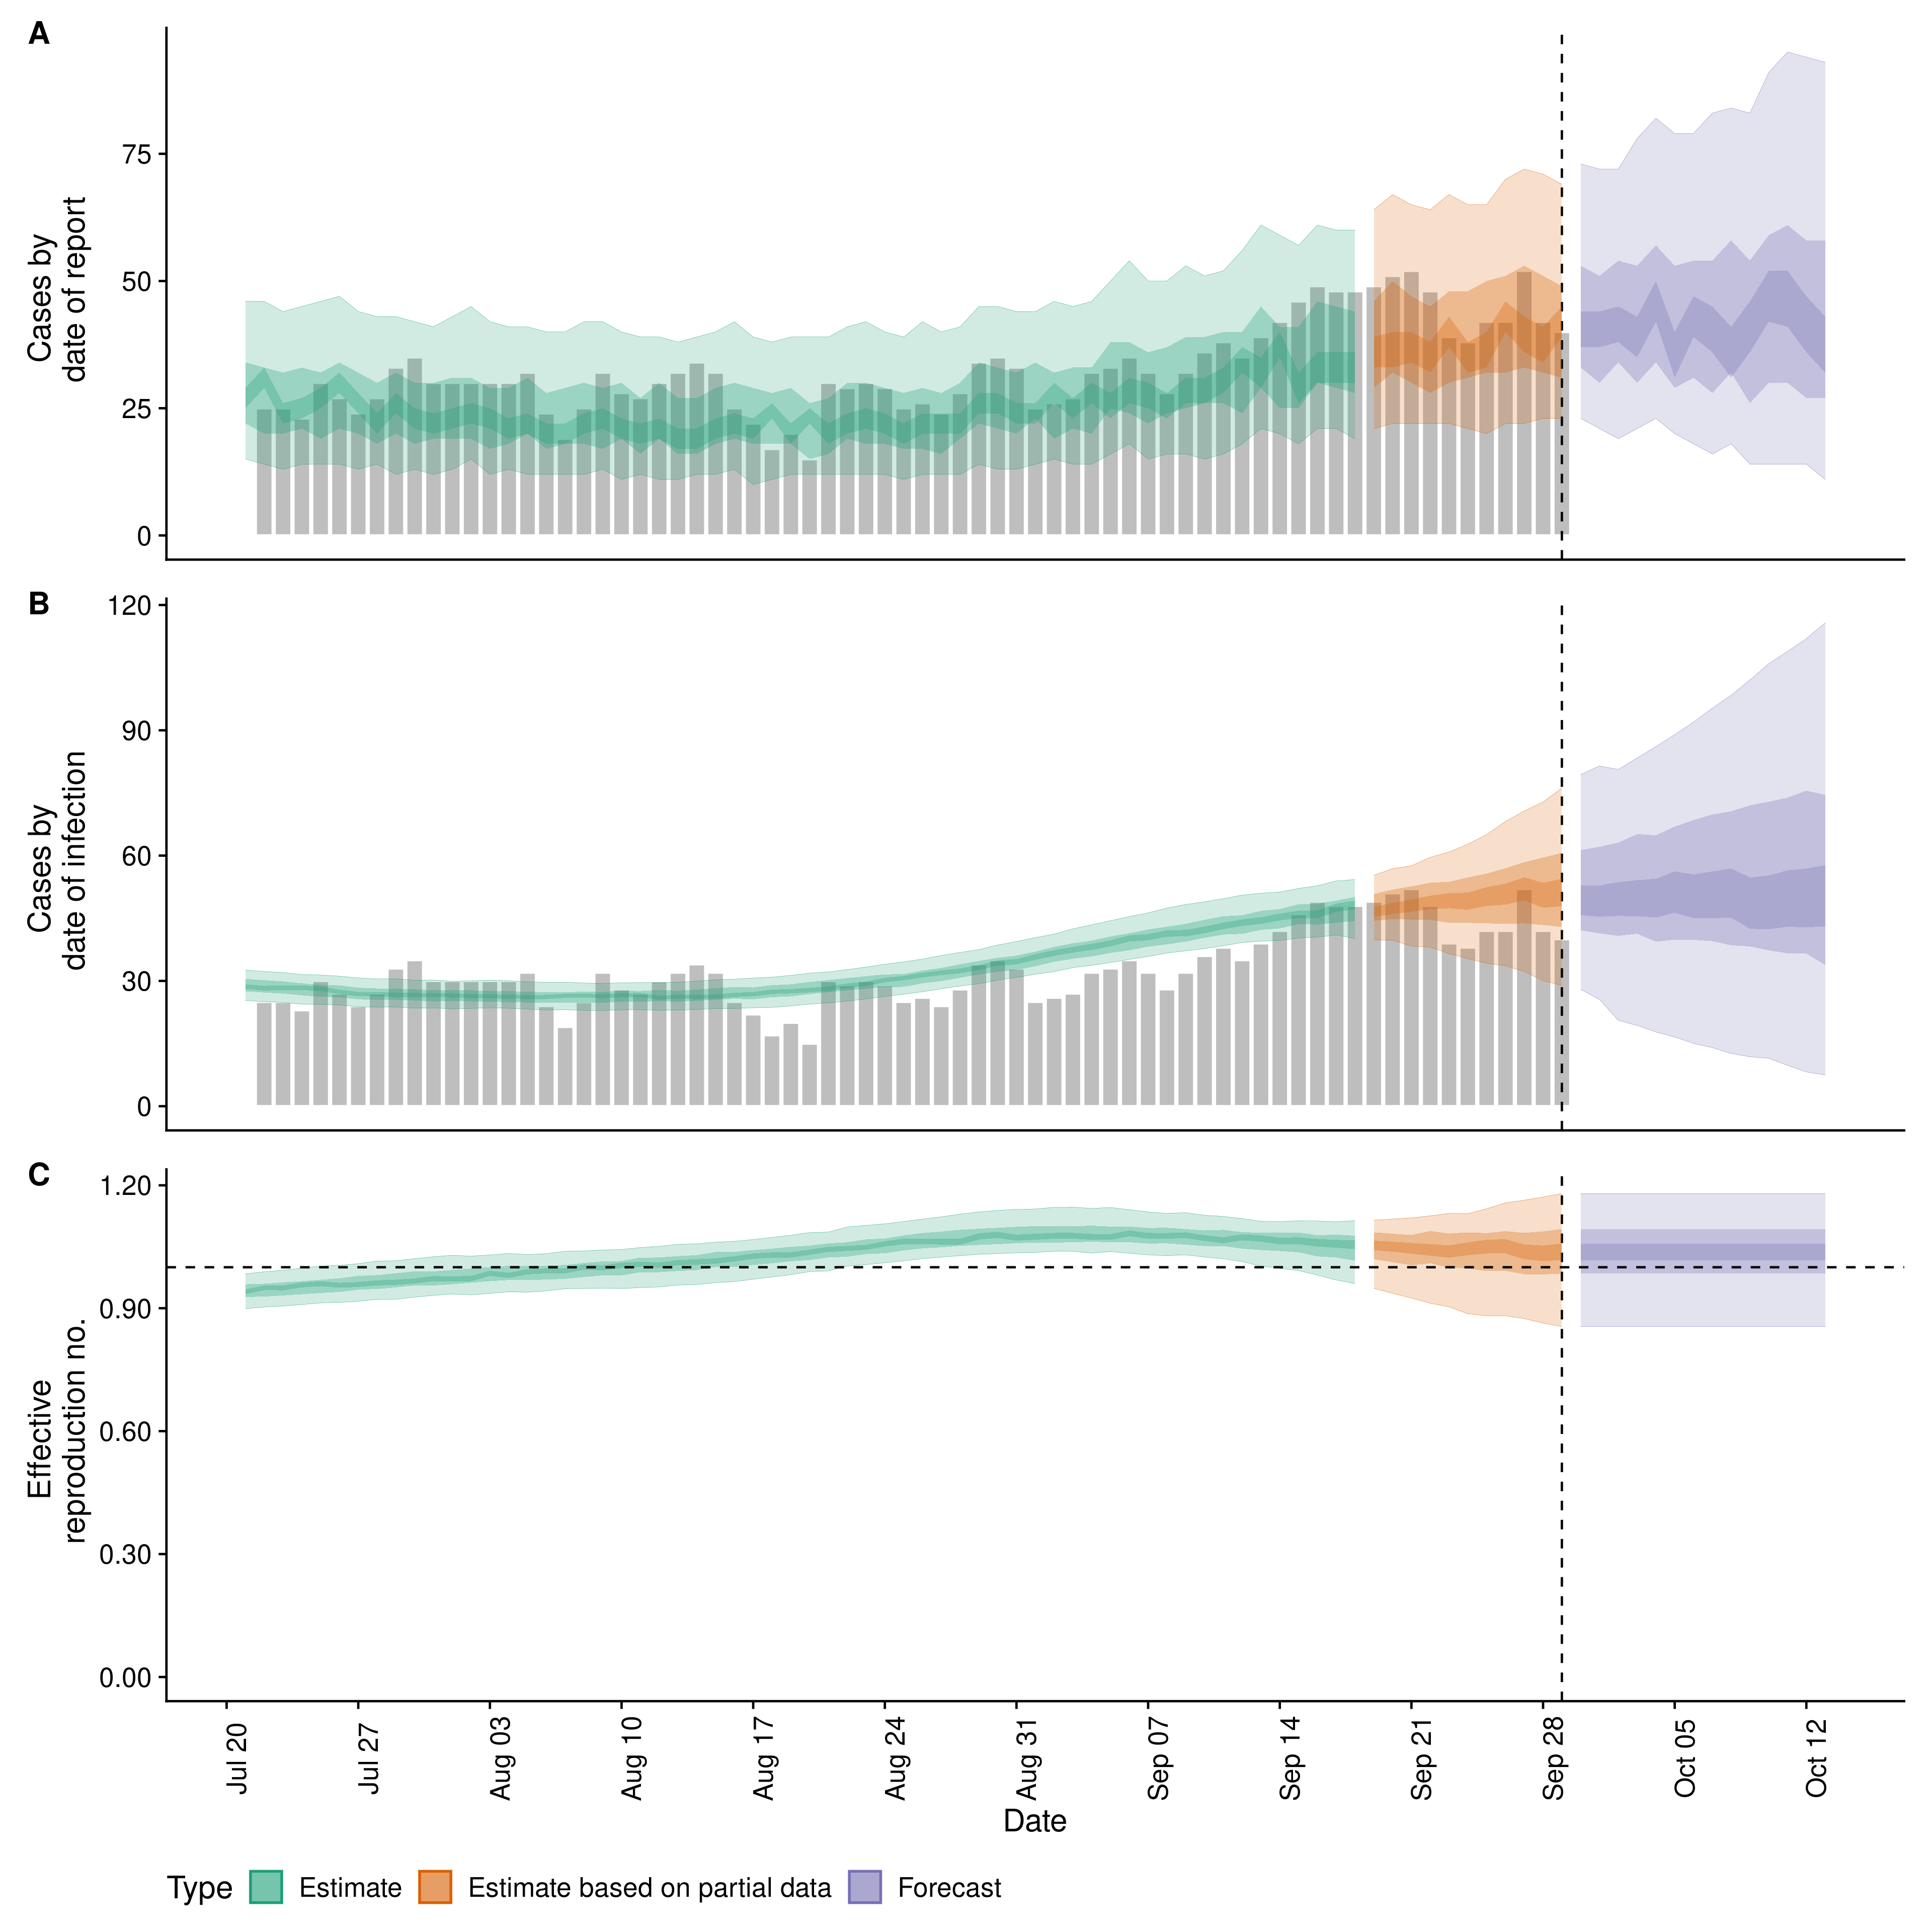 A
Cases by
date of report
75
50
25
0
B
Cases by
date of infection
120
90
60
30
0
C
Effective
reproduction no.
1.20
0.90
0.60
0.30
0.00
Jul 20
Jul 27
Aug 03
Aug 10
Aug 17
Aug 24
Aug 31
Sep 07
Sep 14
Sep 21
Sep 28
Oct 05
Oct 12
Date
Type Estimate Estimate based on partial data Forecast